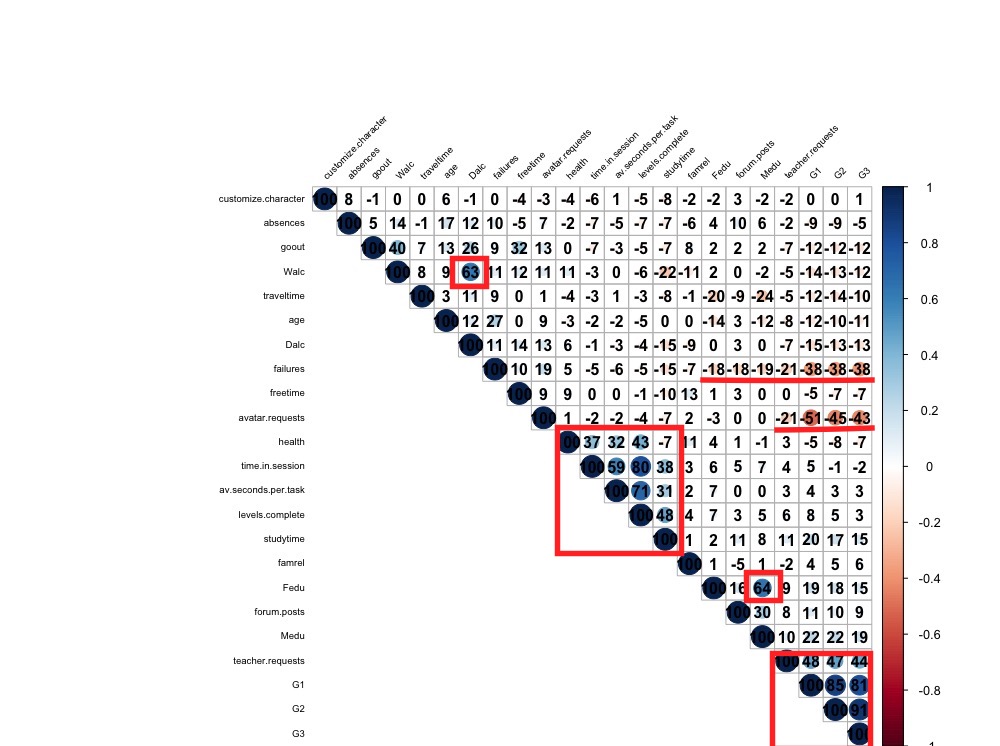 customize.character absences goout Walc traveltime age Dalc failures freetime avatar.requests health time.in.session av.seconds.per.task levels.complete studytime famrel Fedu forum.posts Medu teacher.requests G1 G2 G3
customize.character 100 8 -1 0 0 6 -1 0 -4 -3 -4 -6 1 -5 -8 -2 -2 3 -2 -2 0 0 1 1
absences 100 5 14 -1 17 12 10 -5 7 -2 -7 -5 -7 -7 -6 4 10 6 -2 -9 -9 -5
goout 100 40 7 13 26 9 32 13 0 -7 -3 -5 -7 8 2 2 2 -7 -12 -12 -12 0.8
Walc 100 8 9 63 11 12 11 11 -3 0 -6 -22 -11 2 0 -2 -5 -14 -13 -12
traveltime 100 3 11 9 0 1 -4 -3 1 -3 -8 -1 -20 -9 -24 -5 -12 -14 -10 0.6
age 100 12 27 0 9 -3 -2 -2 -5 0 0 -14 3 -12 -8 -12 -10 -11
Dalc 100 11 14 13 6 -1 -3 -4 -15 -9 0 3 0 -7 -15 -13 -13 0.4
failures 100 10 19 5 -5 -6 -5 -15 -7 -18 -18 -19 -21 -38 -38 -38
freetime 100 9 9 0 0 -1 -10 13 1 3 0 0 -5 -7 -7 0.2
avatar.requests 100 1 -2 -2 -4 -7 2 -3 0 0 -21 -51 -45 -43
health 100 37 32 43 -7 11 4 1 -1 3 -5 -8 -7
time.in.session 100 59 80 38 3 6 5 7 4 5 -1 -2 0
av.seconds.per.task 100 71 31 2 7 0 0 3 4 3 3
levels.complete 100 48 4 7 3 5 6 8 5 3 -0.2
studytime 100 1 2 11 8 11 20 17 15
famrel 100 1 -5 1 -2 4 5 6 -0.4
Fedu 100 16 64 9 19 18 15
forum.posts 100 30 8 11 10 9
Medu 100 10 22 22 19 -0.6
teacher.requests 100 48 47 44
G1 100 85 81 -0.8
G2 100 91
G3 100